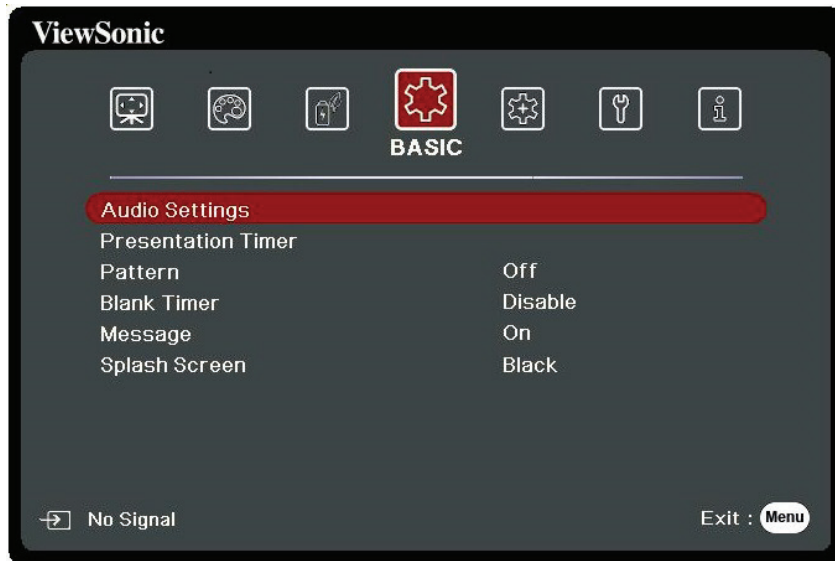 ViewSonic
BASIC
Audio Settings
Presentation Timer
Pattern Off
Blank Timer Disable
Message On
Splash Screen Black
No Signal Exit : Menu